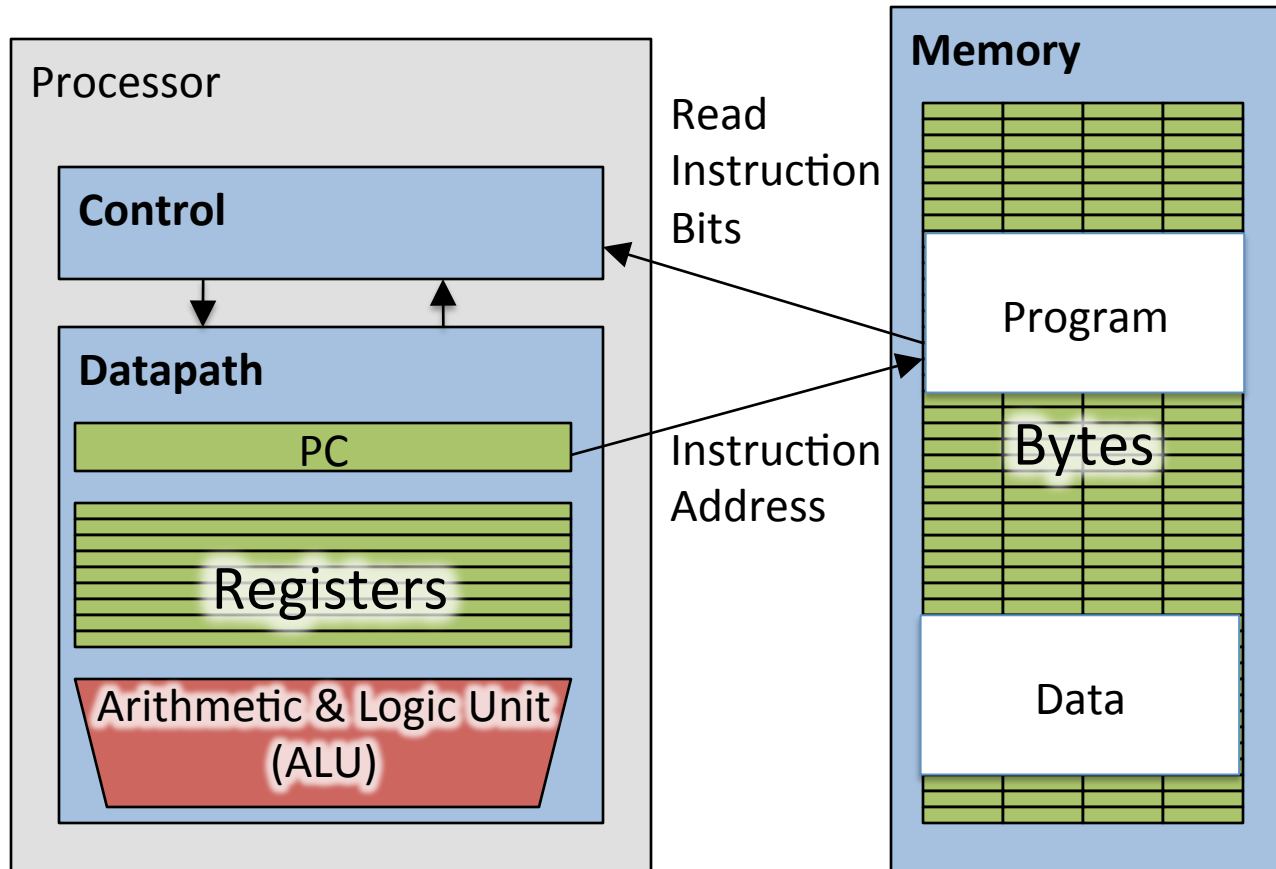 Processor
Control
Datapath
PC
Registers
Arithmetic & Logic Unit
(ALU)
Read
Instruction
Bits
Instruction
Address
Memory
Program
Bytes
Data